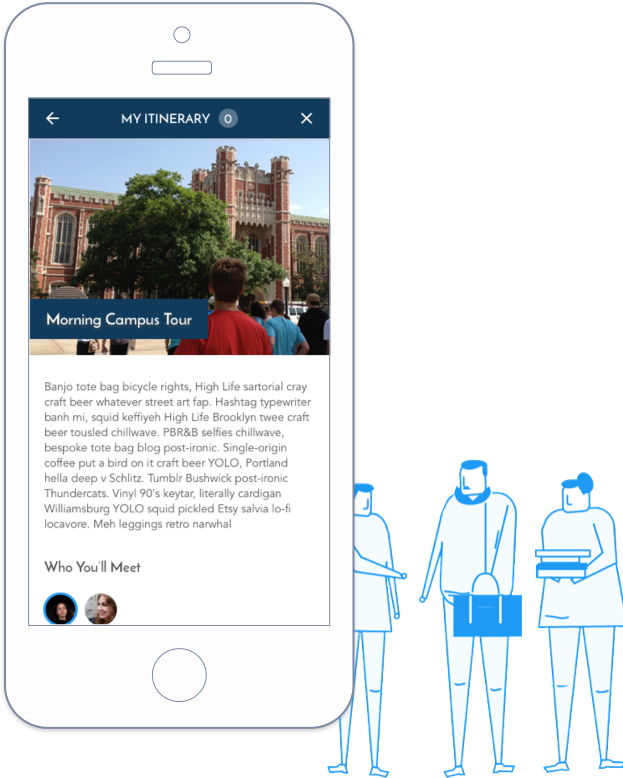 MY ITINERARY 0
Morning Campus Tour
Banjo tote bag bicycle rights, High Life sartorial cray
craft beer whatever street art fap. Hashtag typewriter
banh mi, squid keffiyeh High Life Brooklyn twee craft
beer tousled chillwave. PBR&B selfies chillwave,
bespoke tote bag blog post-ironic. Single-origin
coffee put a bird on it craft beer YOLO, Portland
hella deep v Schlitz. Tumblr Bushwick post-ironic
Thundercats. Vinyl 90's keytar, literally cardigan
Williamsburg YOLO squid pickled Etsy salvia lo-fi
locavore. Meh leggings retro narwhal
Who You'll Meet